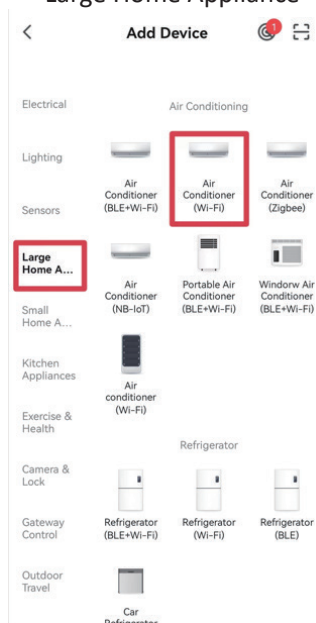 Large Home Appliance
Add Device
1
Electrical
Air Conditioning
Lighting
Air
Conditioner
(BLE+Wi-Fi)
Air
Conditioner
(Wi-Fi)
Air
Conditioner
(Zigbee)
Sensors
Large
Home A...
Air
Conditioner
(NB-IoT)
Portable Air
Conditioner
(BLE+Wi-Fi)
Windorw Air
Conditioner
(BLE+Wi-Fi)
Small
Home A...
Kitchen
Appliances
Air
conditioner
(Wi-Fi)
Exercise &
Health
Refrigerator
Camera &
Lock
Refrigerator
(BLE+Wi-Fi)
Refrigerator
(Wi-Fi)
Refrigerator
(BLE)
Gateway
Control
Outdoor
Travel
Car
Refrigerator